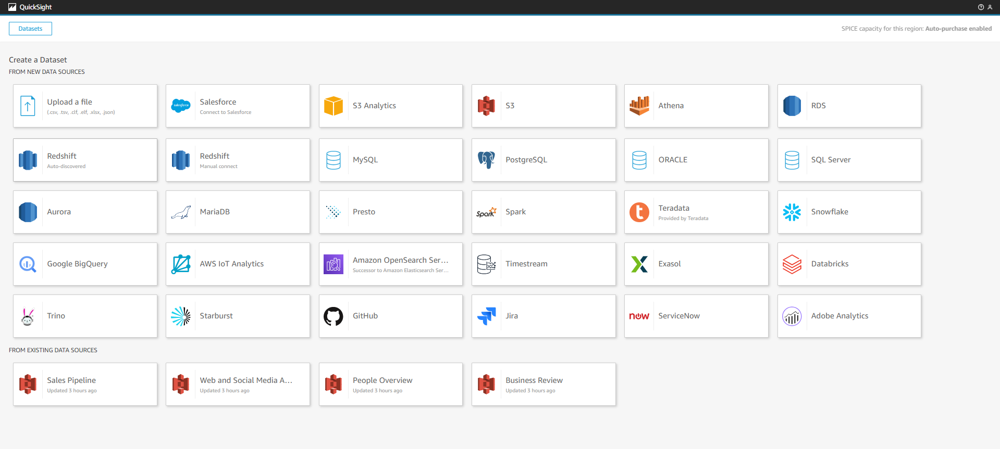 QuickSight
Datasets
SPICE capacity for this region: Auto-purchase enabled
Create a Dataset
FROM NEW DATA SOURCES
Upload a file
(.csv, .tsv, .clf, .elf, .xlsx, .json)
salesforce
Salesforce
Connect to Salesforce
S3 Analytics
S3
Athena
RDS
Redshift
Auto-discovered
Redshift
Manual connect
MySQL
PostgreSQL
ORACLE
SQL Server
Aurora
MariaDB
Presto
Spark
Spark
t
Teradata
Provided by Teradata
Snowflake
Google BigQuery
AWS IoT Analytics
Amazon OpenSearch Ser...
Successor to Amazon Elasticsearch Ser...
Timestream
Exasol
Databricks
Trino
Starburst
GitHub
Jira
now
ServiceNow
Adobe Analytics
FROM EXISTING DATA SOURCES
Sales Pipeline
Updated 3 hours ago
Web and Social Media A...
Updated 3 hours ago
People Overview
Updated 3 hours ago
Business Review
Updated 3 hours ago